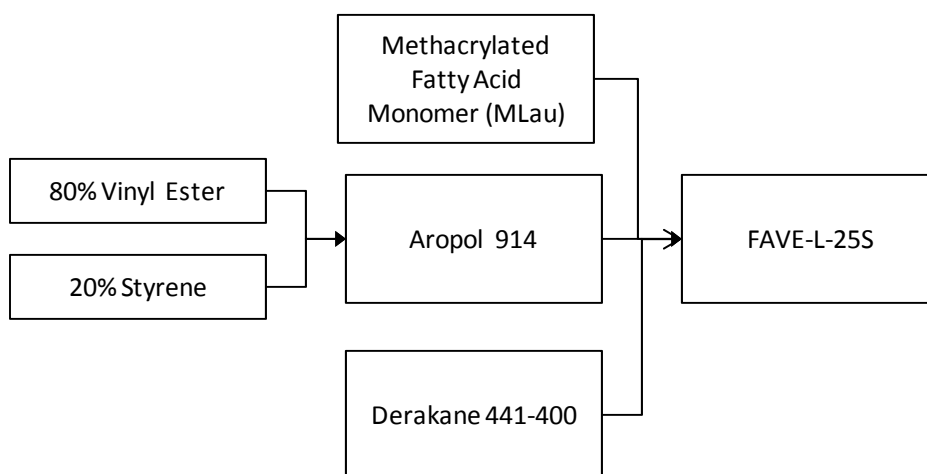 Methacrylated
Fatty Acid
Monomer (MLau)
80% Vinyl Ester
20% Styrene
Aropol 914
FAVE-L-25S
Derakane 441-400